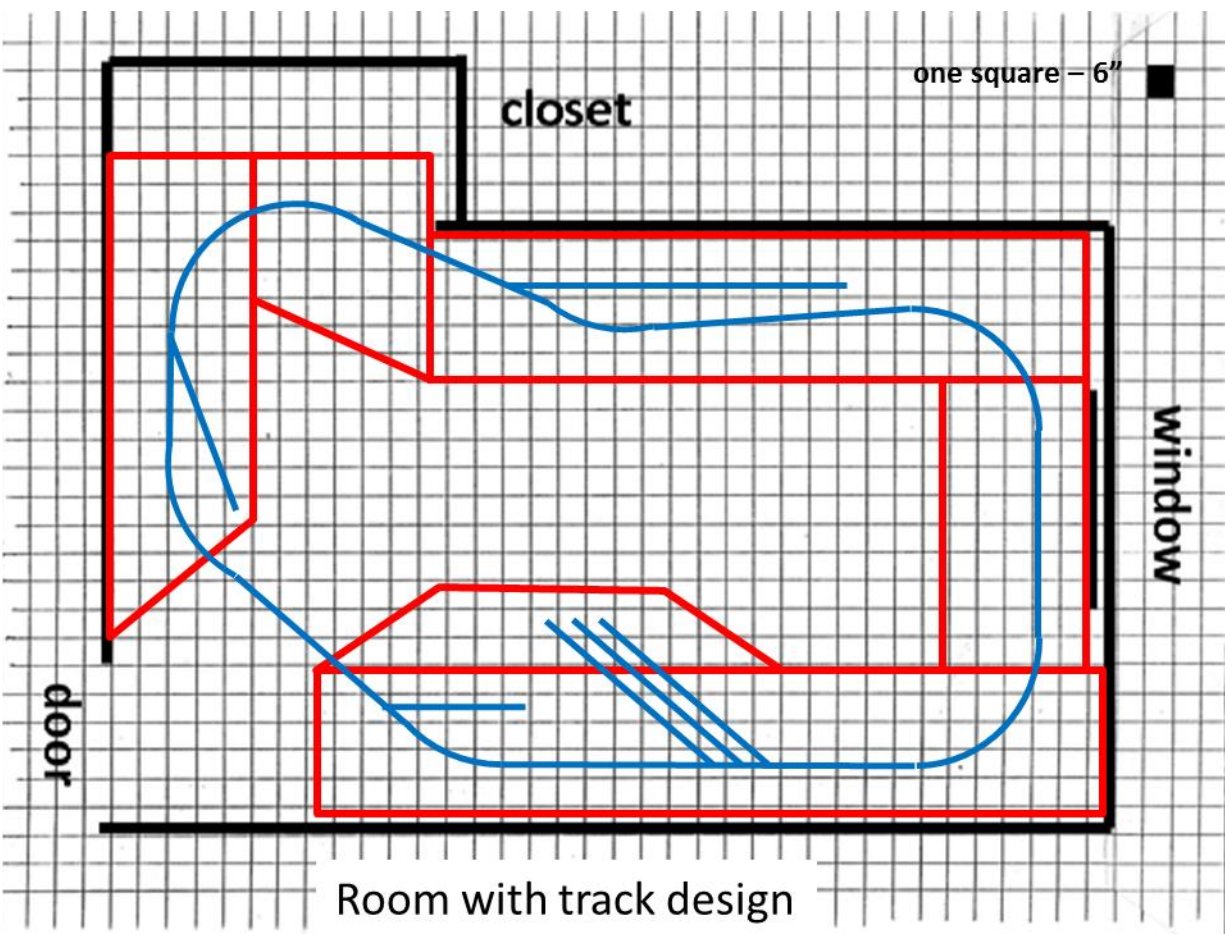 one square – 6”
closet
window
door
Room with track design